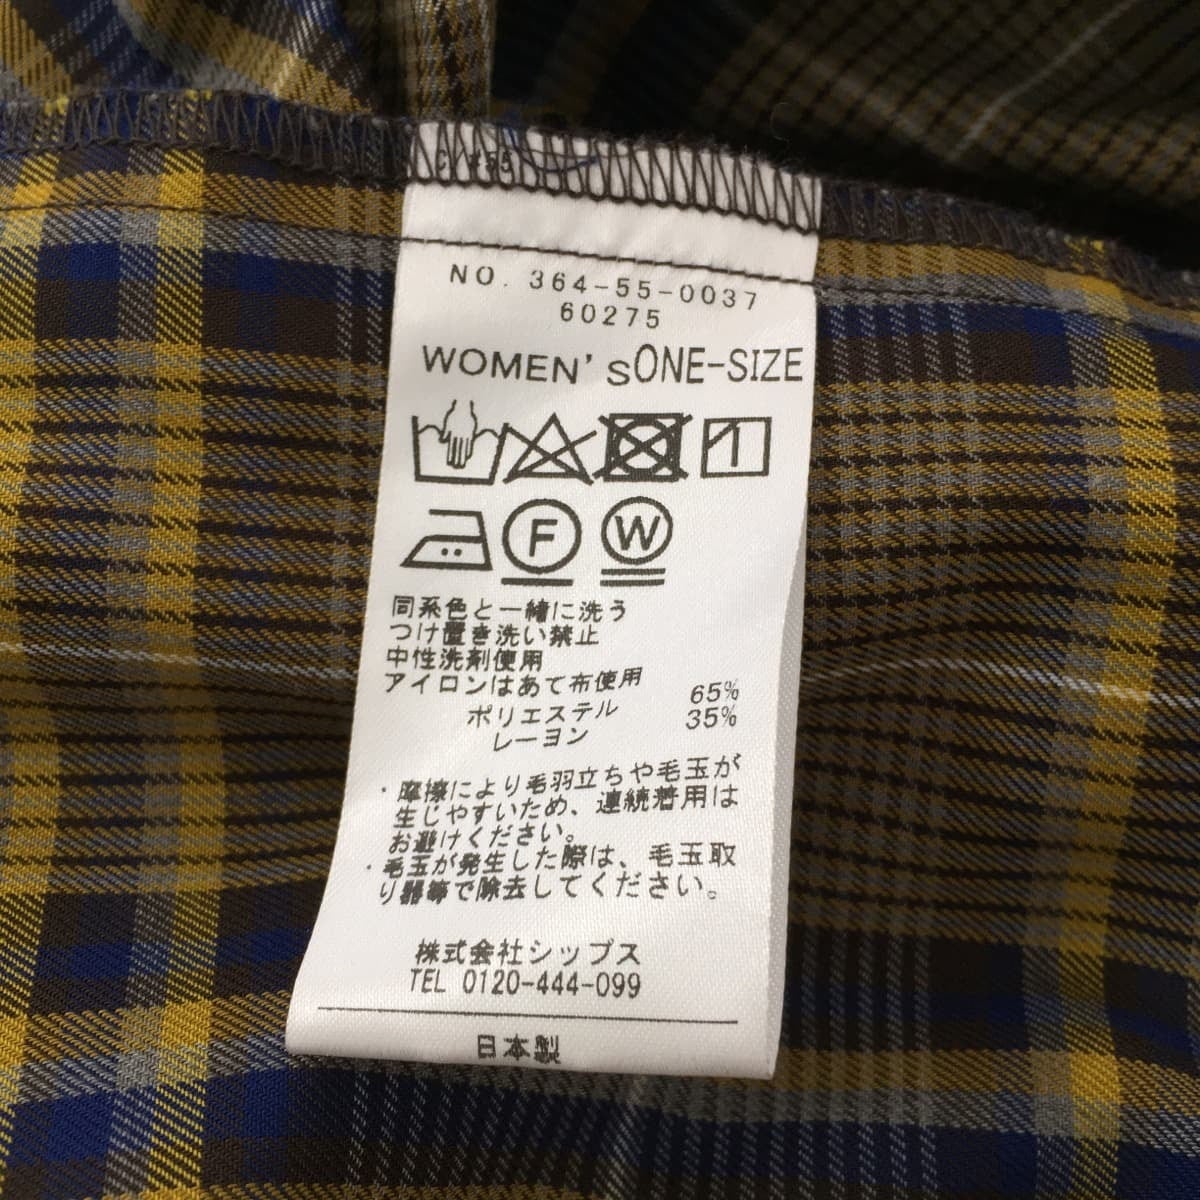 C/#55
NO. 364-55-0037
60275
WOMEN'S ONE-SIZE
F W
同系色と一緒に洗う
つけ置き洗い禁止
中性洗剤使用
アイロンはあて布使用
ポリエステル 65%
レーヨン 35%
・摩擦により毛羽立ちや毛玉が
生じやすいため、連続着用は
お避けください。
・毛玉が発生した際は、毛玉取
り器等で除去してください。
株式会社シップス
TEL 0120-444-099
日本製